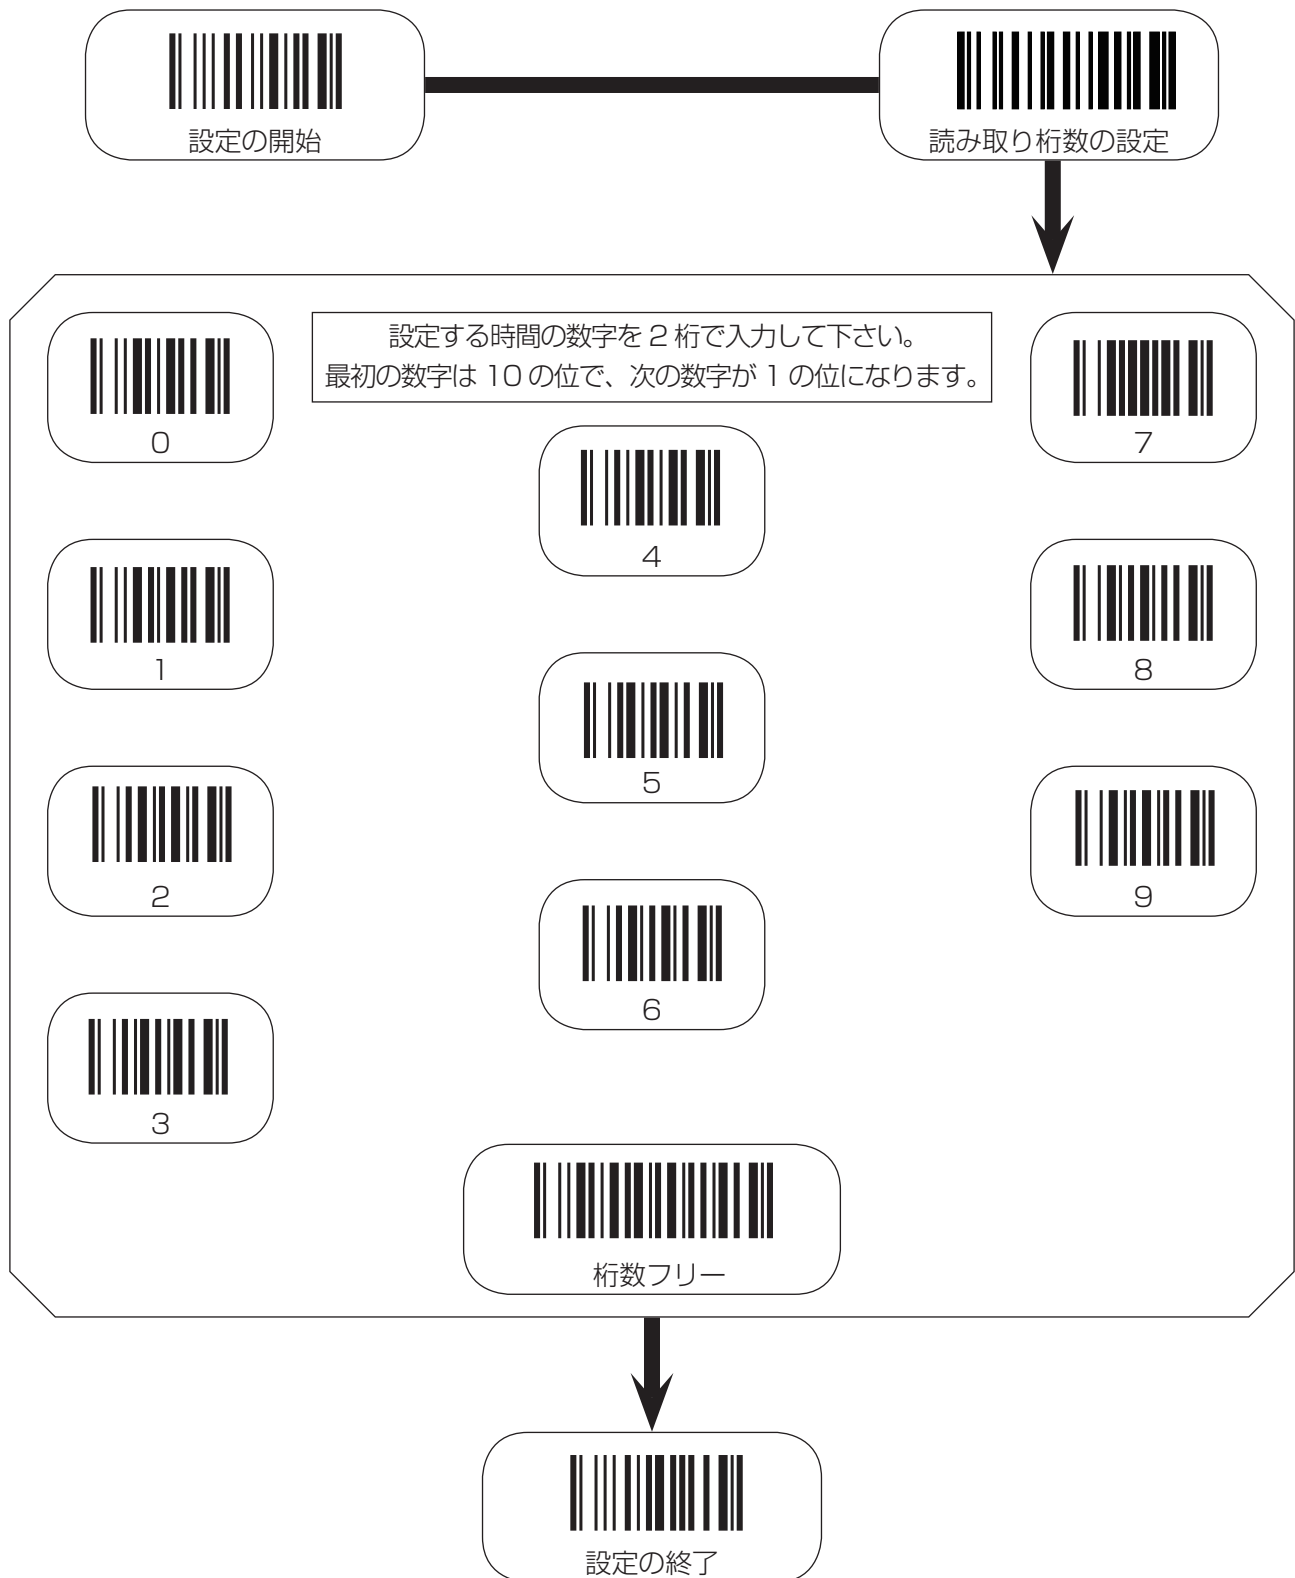 設定の開始
読み取り桁数の設定
設定する時間の数字を2桁で入力して下さい。
最初の数字は10の位で、次の数字が1の位になります。
0
1
2
3
4
5
6
7
8
9
桁数フリー
設定の終了